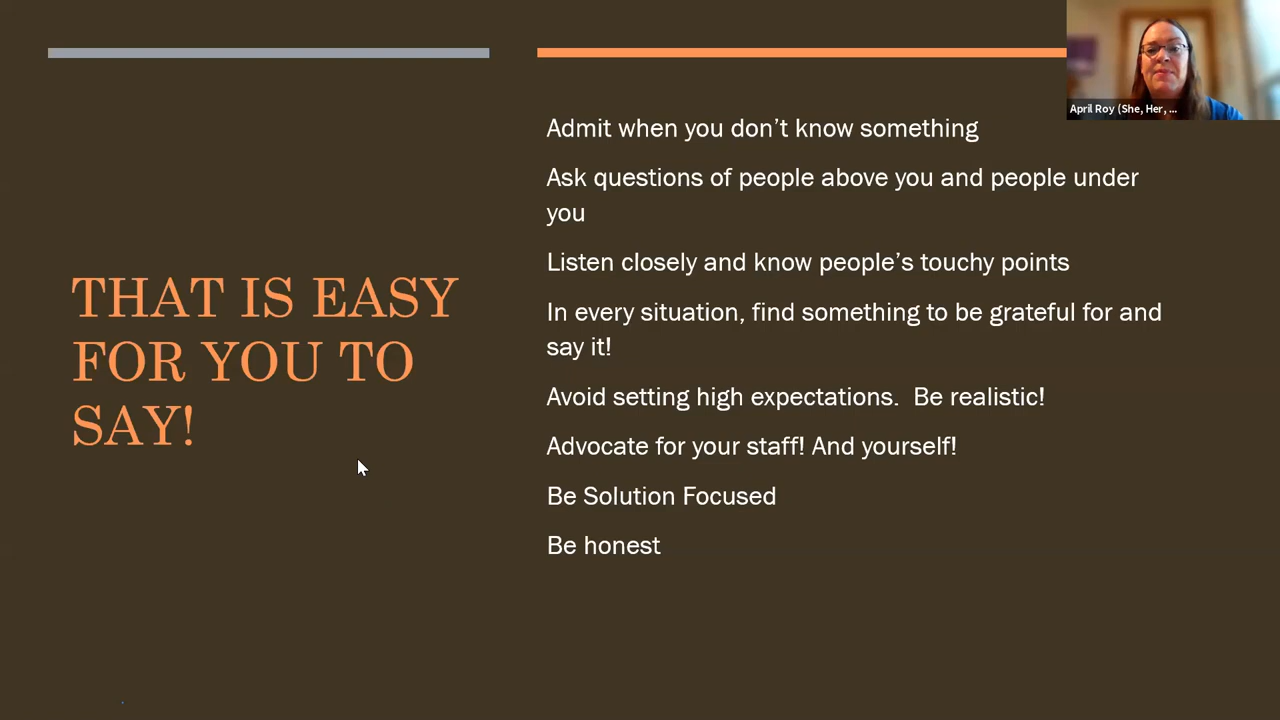 THAT IS EASY
FOR YOU TO
SAY!
Admit when you don’t know something
Ask questions of people above you and people under
you
Listen closely and know people’s touchy points
In every situation, find something to be grateful for and
say it!
Avoid setting high expectations.  Be realistic!
Advocate for your staff! And yourself!
Be Solution Focused
Be honest
April Roy (She, Her, ...